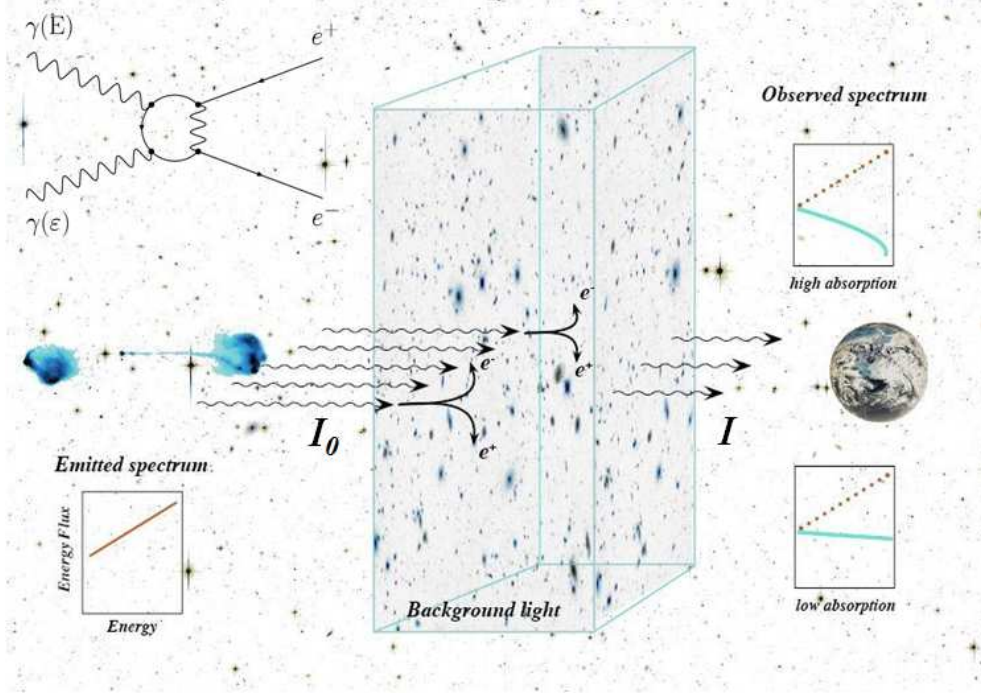 γ(E)
e+
γ(ε)
e−
Observed spectrum
high absorption
e-
e+
e-
e+
I0
I
Emitted spectrum
Energy Flux
Energy
Background light
low absorption